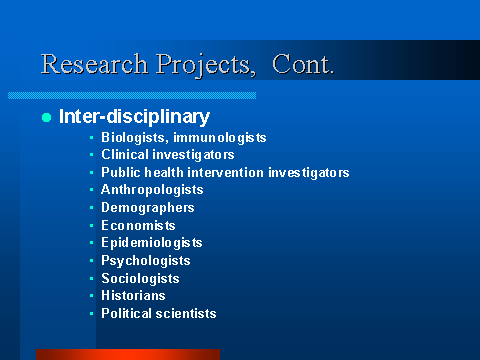 Research Projects, Cont.
Inter-disciplinary
Biologists, immunologists
Clinical investigators
Public health intervention investigators
Anthropologists
Demographers
Economists
Epidemiologists
Psychologists
Sociologists
Historians
Political scientists